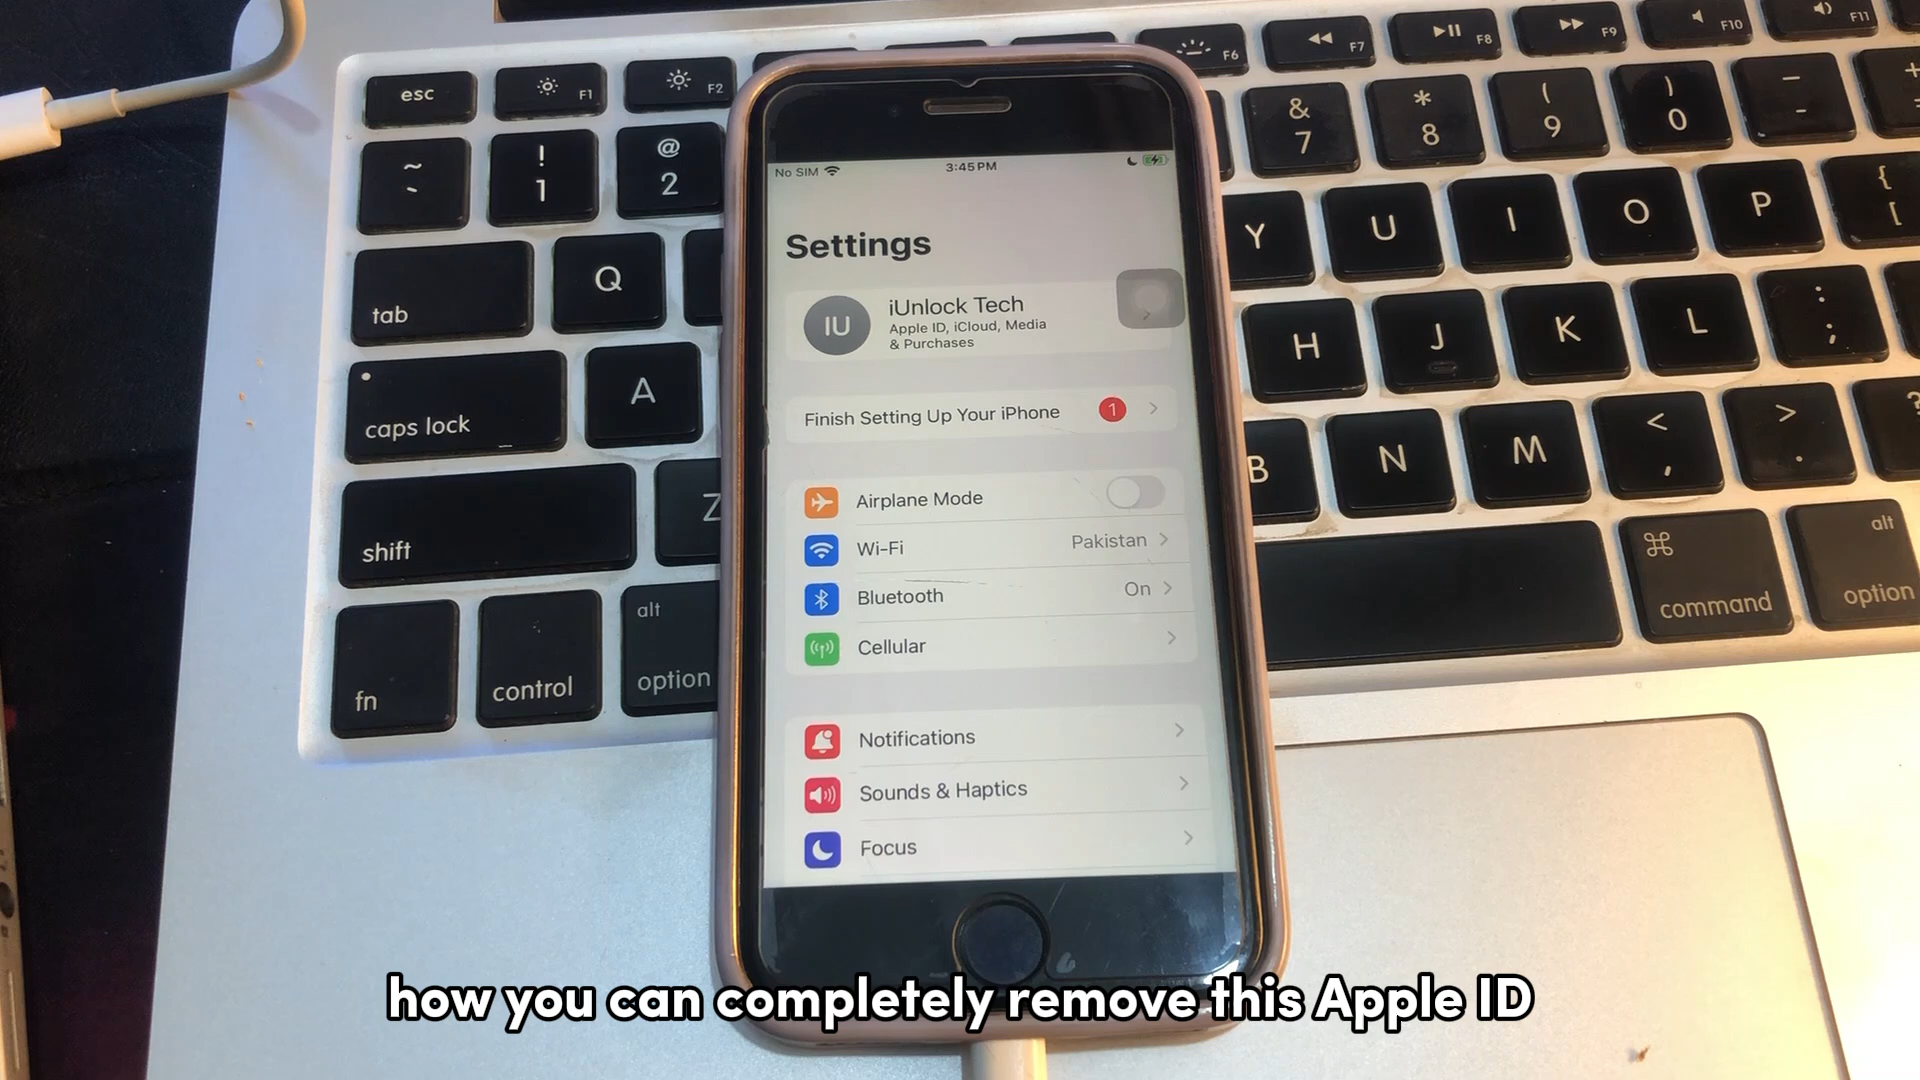 esc
F1
F2
F6
F7
F8
F9
F10
F11
~
`
!
1
@
2
&
7
*
8
(
9
)
0
_
-
+
tab
Q
Y
U
I
O
P
{
[
caps lock
A
H
J
K
L
:
;
shift
Z
B
N
M
<
,
>
.
?
fn
control
alt
option
⌘
command
alt
option
No SIM
3:45 PM
Settings
IU
iUnlock Tech
Apple ID, iCloud, Media
& Purchases
Finish Setting Up Your iPhone 1
Airplane Mode
Wi-Fi Pakistan
Bluetooth On
Cellular
Notifications
Sounds & Haptics
Focus
how you can completely remove this Apple ID